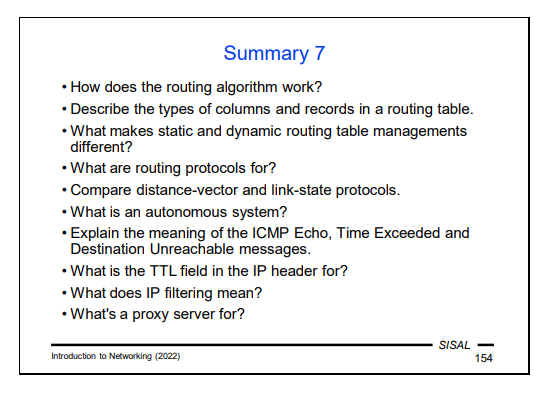 Summary 7
• How does the routing algorithm work?
• Describe the types of columns and records in a routing table.
• What makes static and dynamic routing table managements
different?
• What are routing protocols for?
• Compare distance-vector and link-state protocols.
• What is an autonomous system?
• Explain the meaning of the ICMP Echo, Time Exceeded and
Destination Unreachable messages.
• What is the TTL field in the IP header for?
• What does IP filtering mean?
• What's a proxy server for?
SISAL
Introduction to Networking (2022)
154